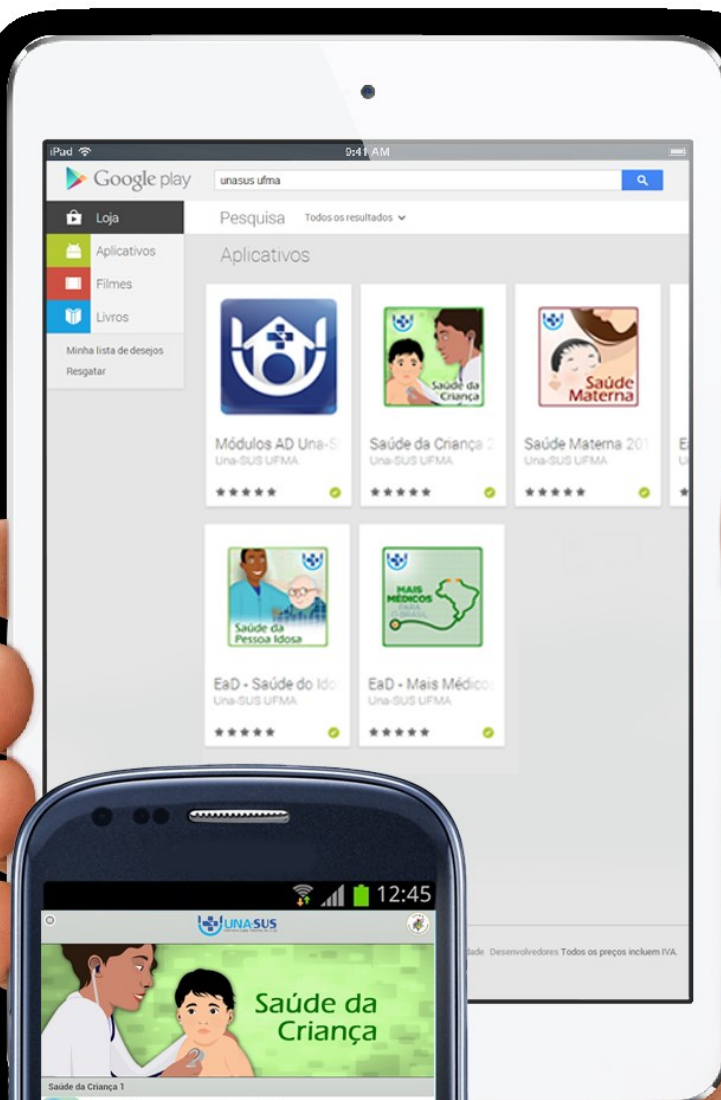 iPad
9:41 AM
Google play
unasus ufma
Loja
Pesquisa
Todos os resultados
Aplicativos
Aplicativos
Filmes
Livros
Minha lista de desejos
Resgatar
Saúde da
Criança
Saúde
Materna
Módulos AD Una-S
Una-SUS UFMA
Saúde da Criança 2
Una-SUS UFMA
Saúde Materna 201
Una-SUS UFMA
Saúde da
Pessoa Idosa
MAIS
MÉDICOS
PARA
O BRASIL
EaD - Saúde do Ido
Una-SUS UFMA
EaD - Mais Médicos
Una-SUS UFMA
dade Desenvolvedores Todos os preços incluem IVA.
12:45
UNA-SUS
Saúde da
Criança
Saúde da Criança 1